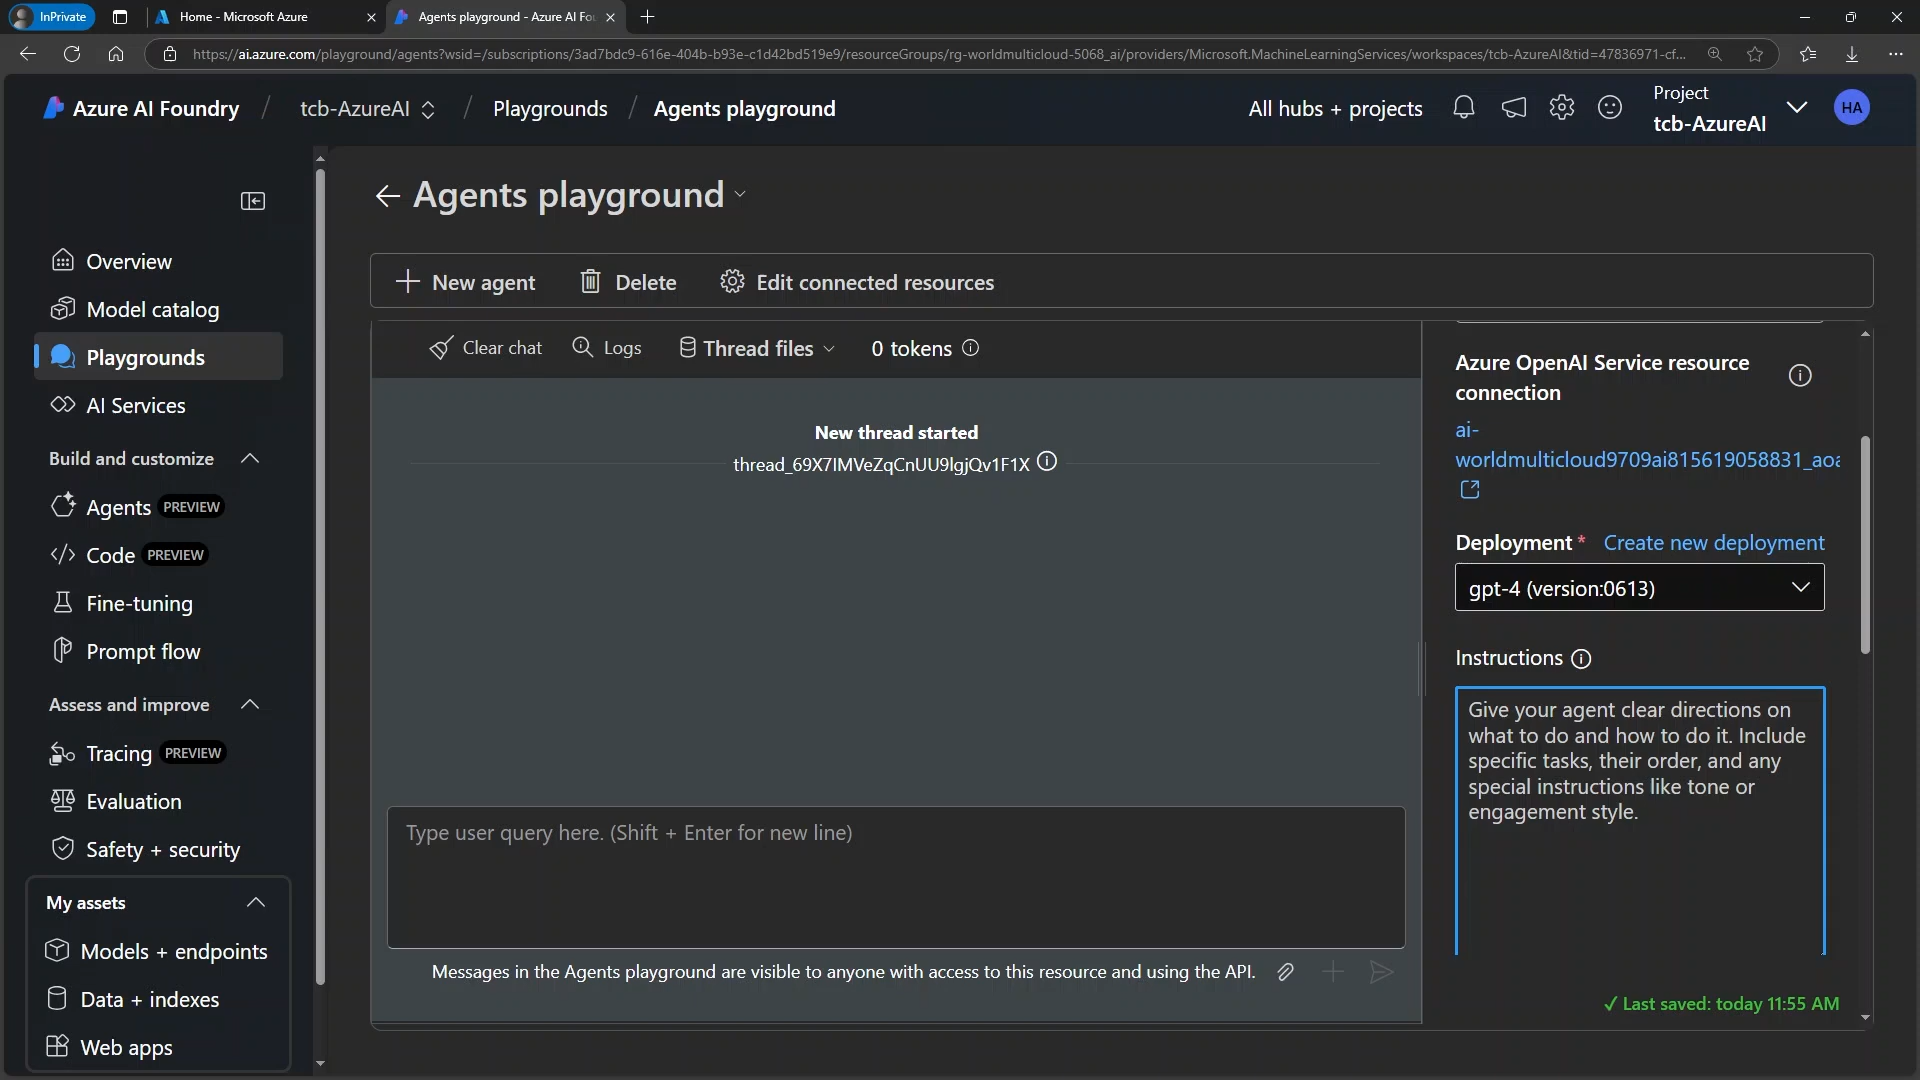 InPrivate
Home - Microsoft Azure
Agents playground - Azure AI Fo
https://ai.azure.com/playground/agents?wsid=/subscriptions/3ad7bdc9-616e-404b-b93e-c1d42bd519e9/resourceGroups/rg-worldmulticloud-5068_ai/providers/Microsoft.MachineLearningServices/workspaces/tcb-AzureAI&tid=47836971-cf...
Azure AI Foundry / tcb-AzureAI / Playgrounds / Agents playground
All hubs + projects
Project
tcb-AzureAI
HA
Overview
Model catalog
Playgrounds
AI Services
Build and customize
Agents PREVIEW
Code PREVIEW
Fine-tuning
Prompt flow
Assess and improve
Tracing PREVIEW
Evaluation
Safety + security
My assets
Models + endpoints
Data + indexes
Web apps
Agents playground
New agent
Delete
Edit connected resources
Clear chat
Logs
Thread files
0 tokens
New thread started
thread_69X7IMVeZqCnUU9lgjQv1F1X
Type user query here. (Shift + Enter for new line)
Messages in the Agents playground are visible to anyone with access to this resource and using the API.
Azure OpenAI Service resource
connection
ai-
worldmulticloud9709ai815619058831_aoa
Deployment * Create new deployment
gpt-4 (version:0613)
Instructions
Give your agent clear directions on
what to do and how to do it. Include
specific tasks, their order, and any
special instructions like tone or
engagement style.
✓ Last saved: today 11:55 AM